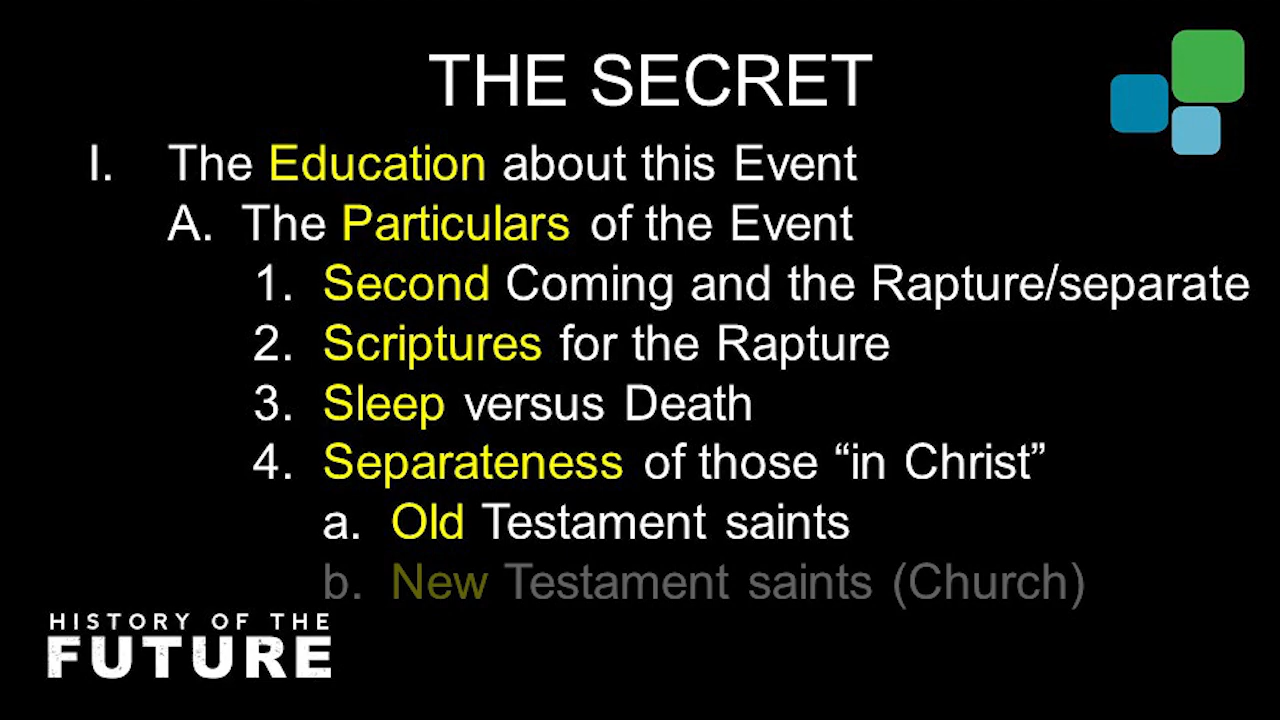 THE SECRET
I. The Education about this Event
A. The Particulars of the Event
1. Second Coming and the Rapture/separate
2. Scriptures for the Rapture
3. Sleep versus Death
4. Separateness of those “in Christ”
a. Old Testament saints
b. New Testament saints (Church)
HISTORY OF THE
FUTURE